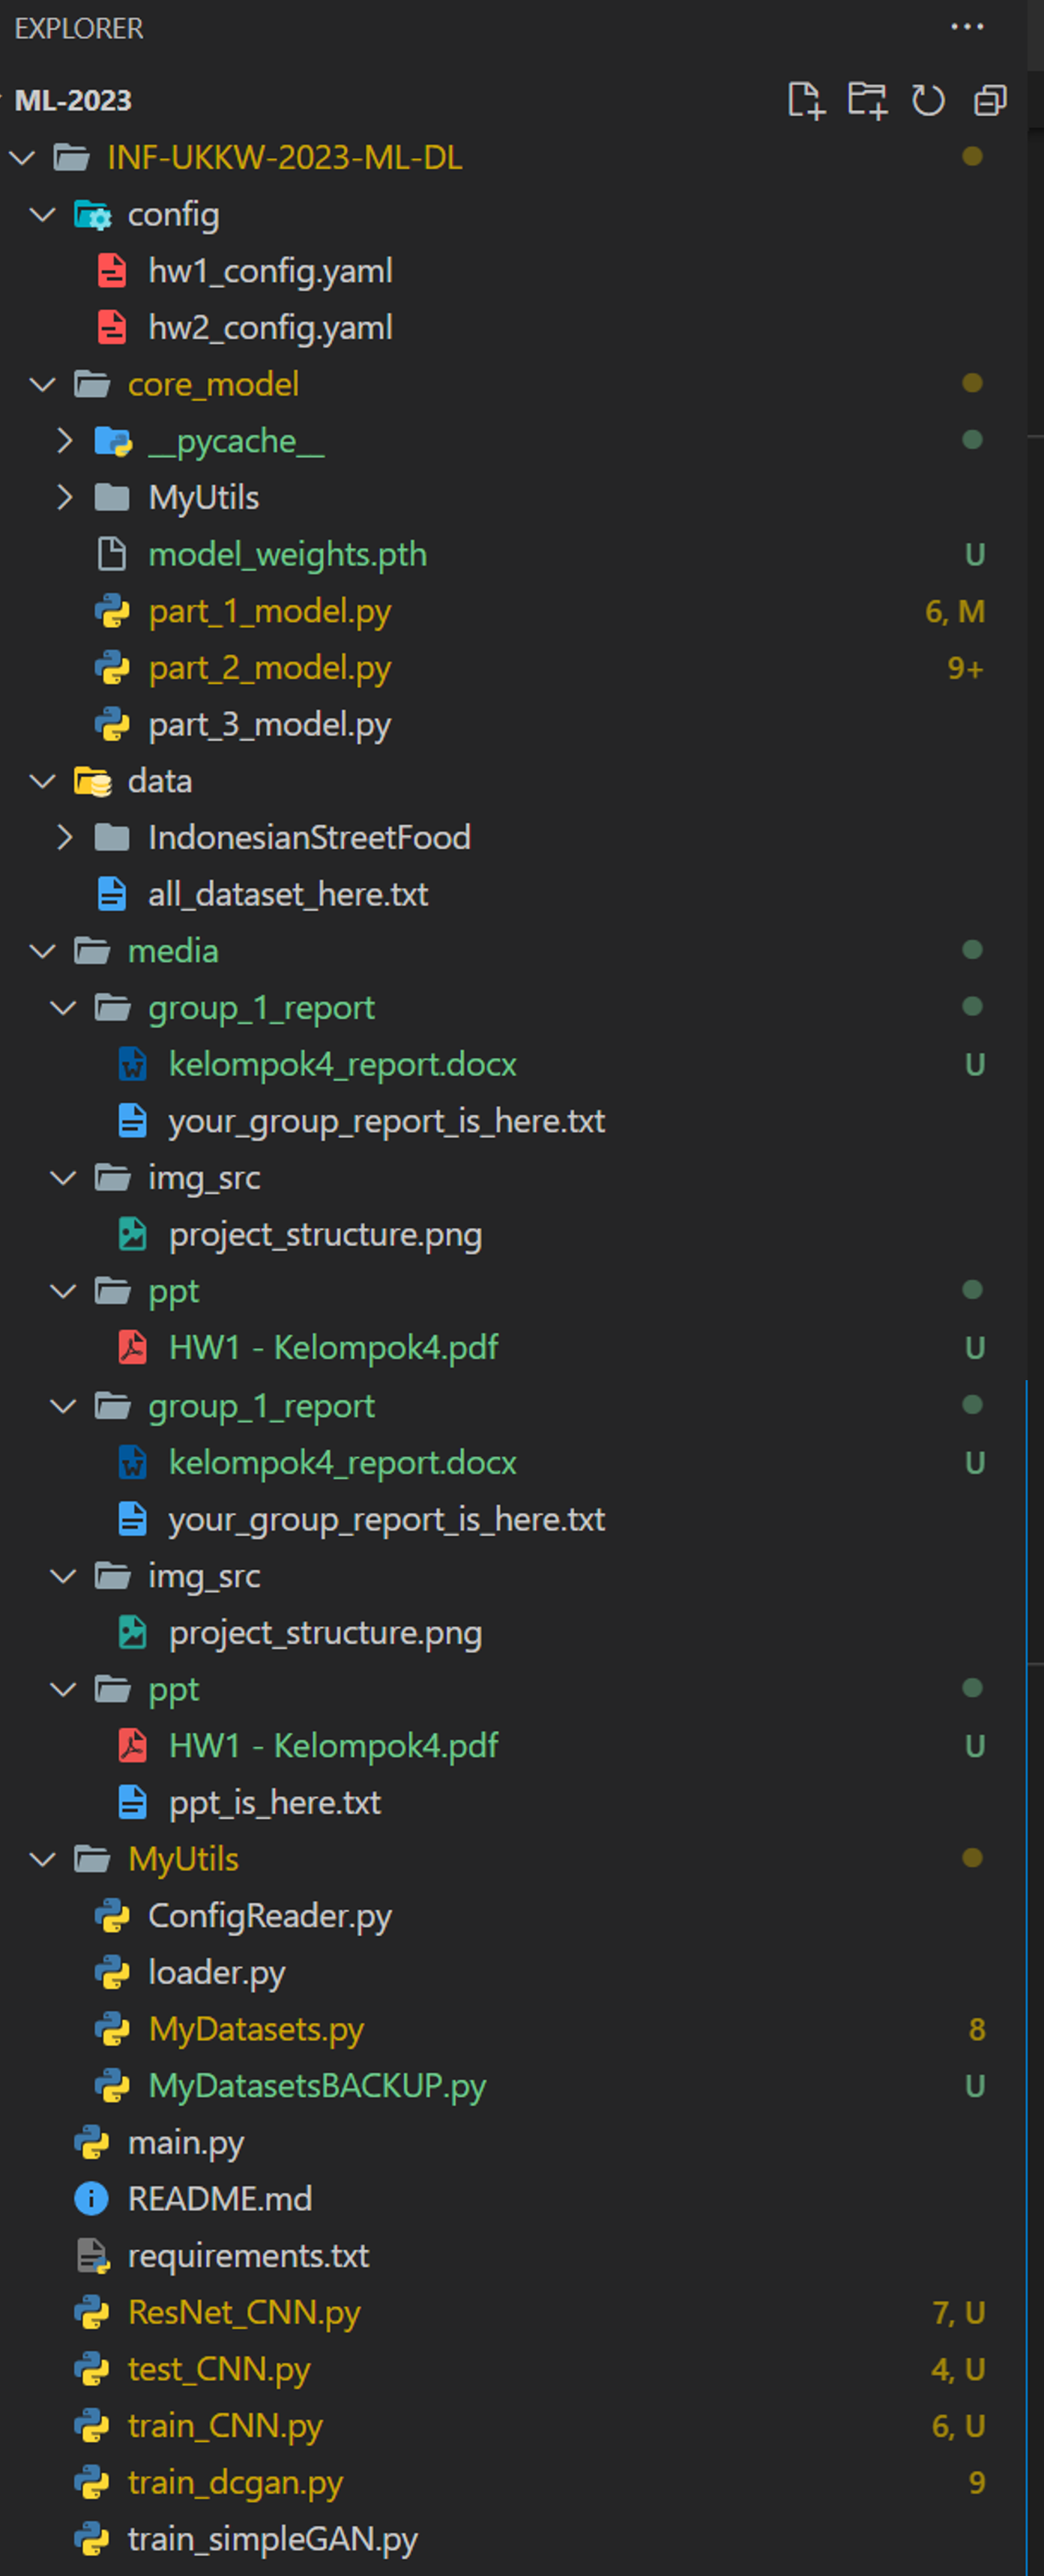 EXPLORER
ML-2023
INF-UKKW-2023-ML-DL
config
hw1_config.yaml
hw2_config.yaml
core_model
__pycache__
MyUtils
model_weights.pth U
part_1_model.py 6, M
part_2_model.py 9+
part_3_model.py
data
IndonesianStreetFood
all_dataset_here.txt
media
group_1_report
kelompok4_report.docx U
your_group_report_is_here.txt
img_src
project_structure.png
ppt
HW1 - Kelompok4.pdf U
group_1_report
kelompok4_report.docx U
your_group_report_is_here.txt
img_src
project_structure.png
ppt
HW1 - Kelompok4.pdf U
ppt_is_here.txt
MyUtils
ConfigReader.py
loader.py
MyDatasets.py 8
MyDatasetsBACKUP.py U
main.py
README.md
requirements.txt
ResNet_CNN.py 7, U
test_CNN.py 4, U
train_CNN.py 6, U
train_dcgan.py 9
train_simpleGAN.py